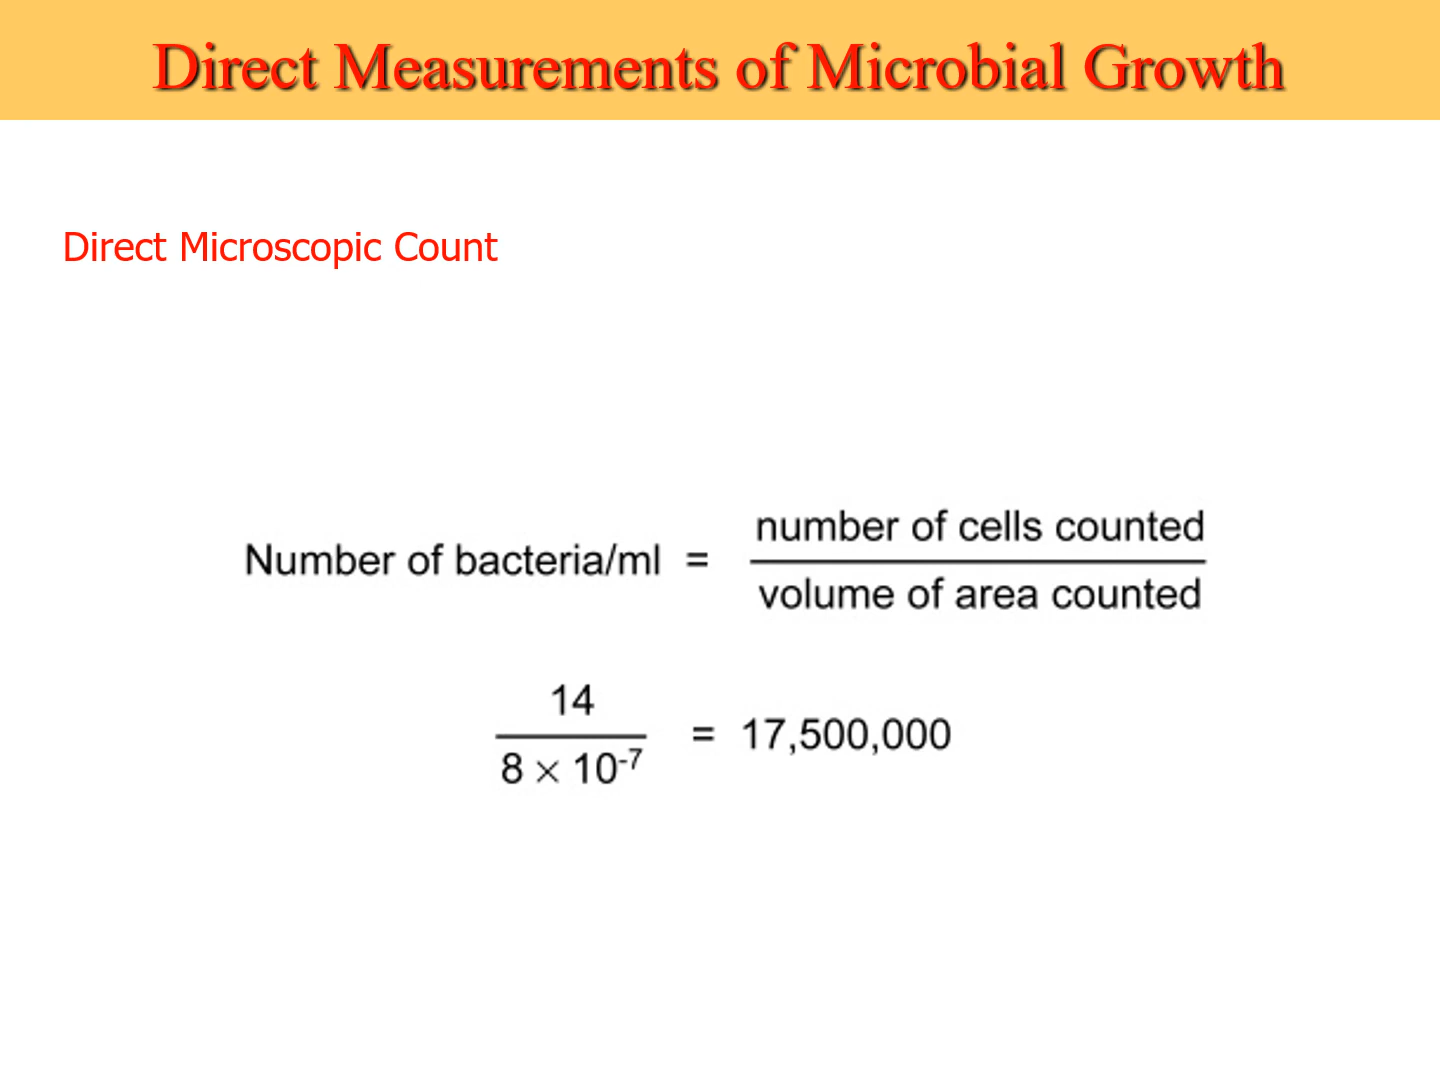 Direct Measurements of Microbial Growth
Direct Microscopic Count
Number of bacteria/ml = number of cells counted / volume of area counted
14 / 8 × 10⁻⁷ = 17,500,000